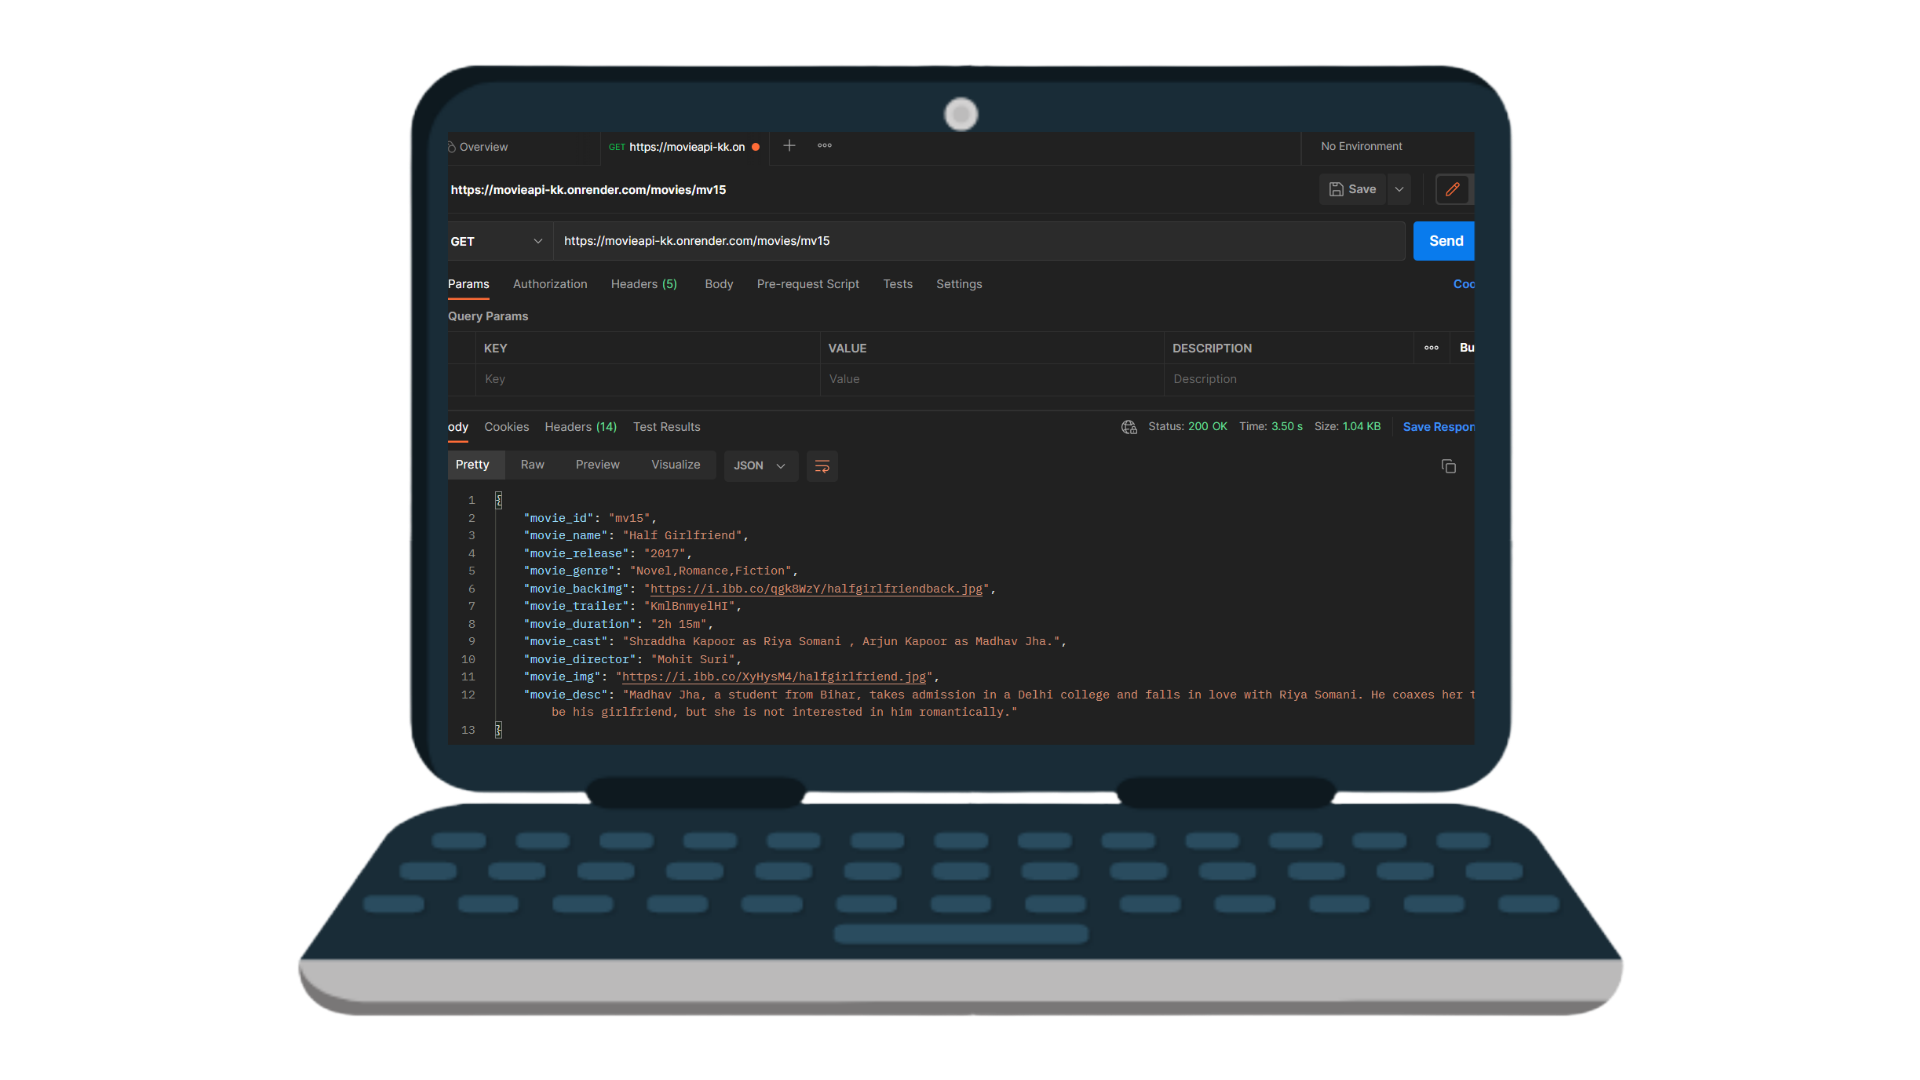 Overview GET https://movieapi-kk.on No Environment
https://movieapi-kk.onrender.com/movies/mv15 Save
GET https://movieapi-kk.onrender.com/movies/mv15 Send
Params Authorization Headers (5) Body Pre-request Script Tests Settings Coo
Query Params
KEY VALUE DESCRIPTION Bu
Key Value Description
ody Cookies Headers (14) Test Results Status: 200 OK Time: 3.50 s Size: 1.04 KB Save Respon
Pretty Raw Preview Visualize JSON
1 {
2 "movie_id": "mv15",
3 "movie_name": "Half Girlfriend",
4 "movie_release": "2017",
5 "movie_genre": "Novel,Romance,Fiction",
6 "movie_backimg": "https://i.ibb.co/qgk8WzY/halfgirlfriendback.jpg",
7 "movie_trailer": "KmlBnmyelHI",
8 "movie_duration": "2h 15m",
9 "movie_cast": "Shraddha Kapoor as Riya Somani , Arjun Kapoor as Madhav Jha.",
10 "movie_director": "Mohit Suri",
11 "movie_img": "https://i.ibb.co/XyHysM4/halfgirlfriend.jpg",
12 "movie_desc": "Madhav Jha, a student from Bihar, takes admission in a Delhi college and falls in love with Riya Somani. He coaxes her t
be his girlfriend, but she is not interested in him romantically."
13 }